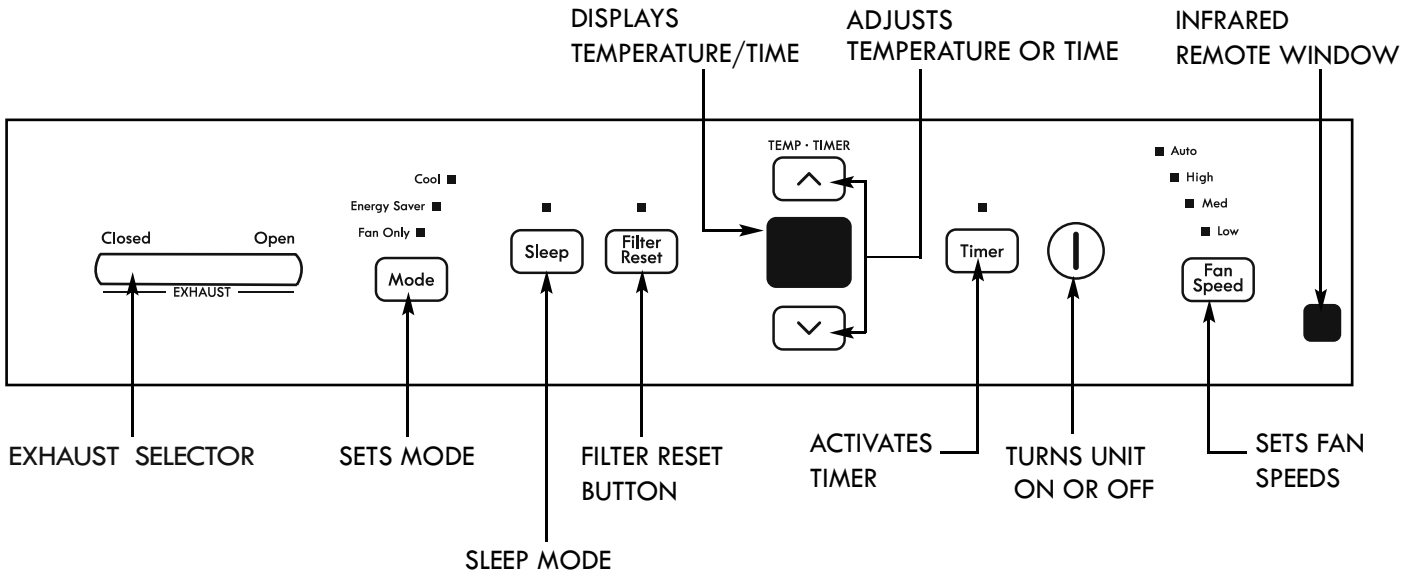 DISPLAYS
TEMPERATURE/TIME
ADJUSTS
TEMPERATURE OR TIME
INFRARED
REMOTE WINDOW
Closed
Open
EXHAUST
Cool
Energy Saver
Fan Only
Mode
Sleep
Filter
Reset
TEMP · TIMER
Timer
Auto
High
Med
Low
Fan
Speed
EXHAUST SELECTOR
SETS MODE
SLEEP MODE
FILTER RESET
BUTTON
ACTIVATES
TIMER
TURNS UNIT
ON OR OFF
SETS FAN
SPEEDS